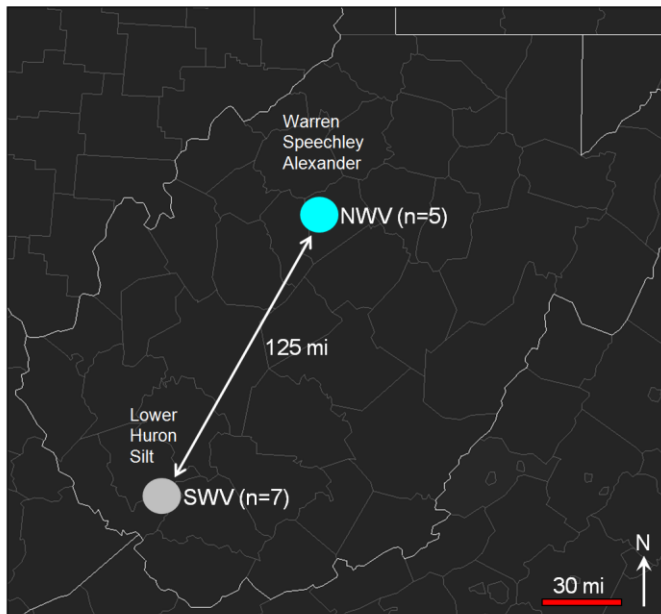 Warren
Speechley
Alexander
NWV (n=5)
125 mi
Lower
Huron
Silt
SWV (n=7)
N
30 mi